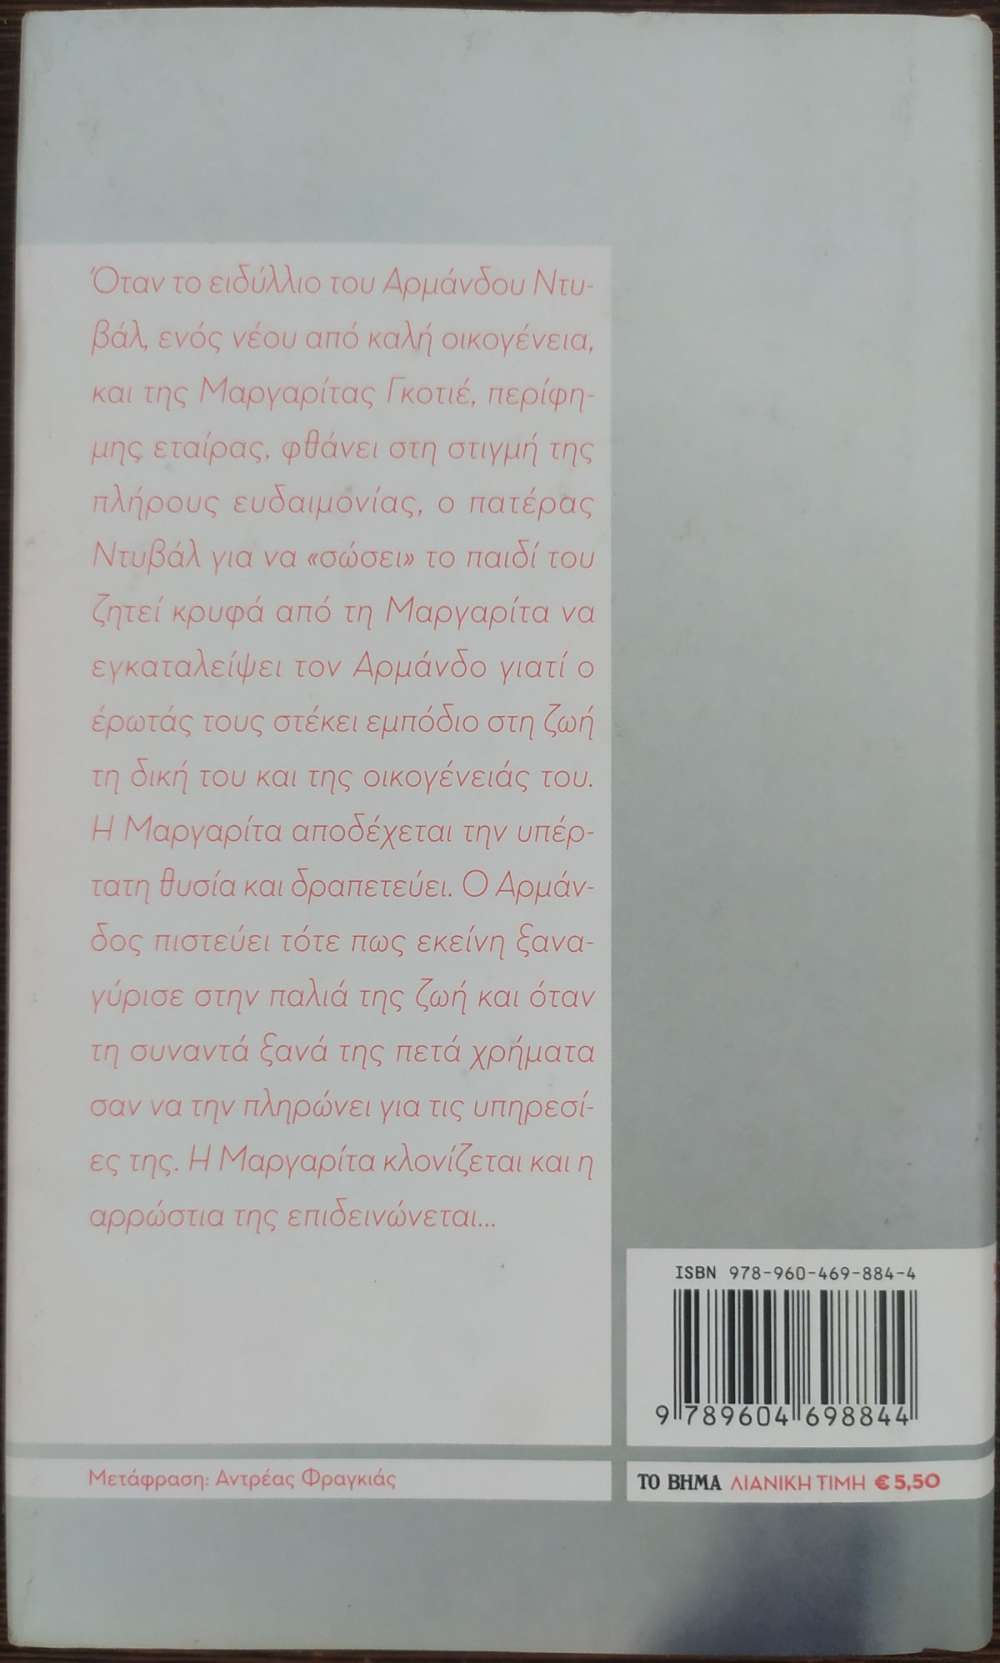 Όταν το ειδύλλιο του Αρμάνδου Ντυ-
βάλ, ενός νέου από καλή οικογένεια,
και της Μαργαρίτας Γκοτιέ, περίφη-
μης εταίρας, φθάνει στη στιγμή της
πλήρους ευδαιμονίας, ο πατέρας
Ντυβάλ για να «σώσει» το παιδί του
ζητεί κρυφά από τη Μαργαρίτα να
εγκαταλείψει τον Αρμάνδο γιατί ο
έρωτάς τους στέκει εμπόδιο στη ζωή
τη δική του και της οικογένειάς του.
Η Μαργαρίτα αποδέχεται την υπέρ-
τατη θυσία και δραπετεύει. Ο Αρμάν-
δος πιστεύει τότε πως εκείνη ξανα-
γύρισε στην παλιά της ζωή και όταν
τη συναντά ξανά της πετά χρήματα
σαν να την πληρώνει για τις υπηρεσί-
ες της. Η Μαργαρίτα κλονίζεται και η
αρρώστια της επιδεινώνεται...
ISBN 978-960-469-884-4
9 789604 698844
Μετάφραση: Αντρέας Φραγκιάς
ΤΟ ΒΗΜΑ ΛΙΑΝΙΚΗ ΤΙΜΗ € 5,50